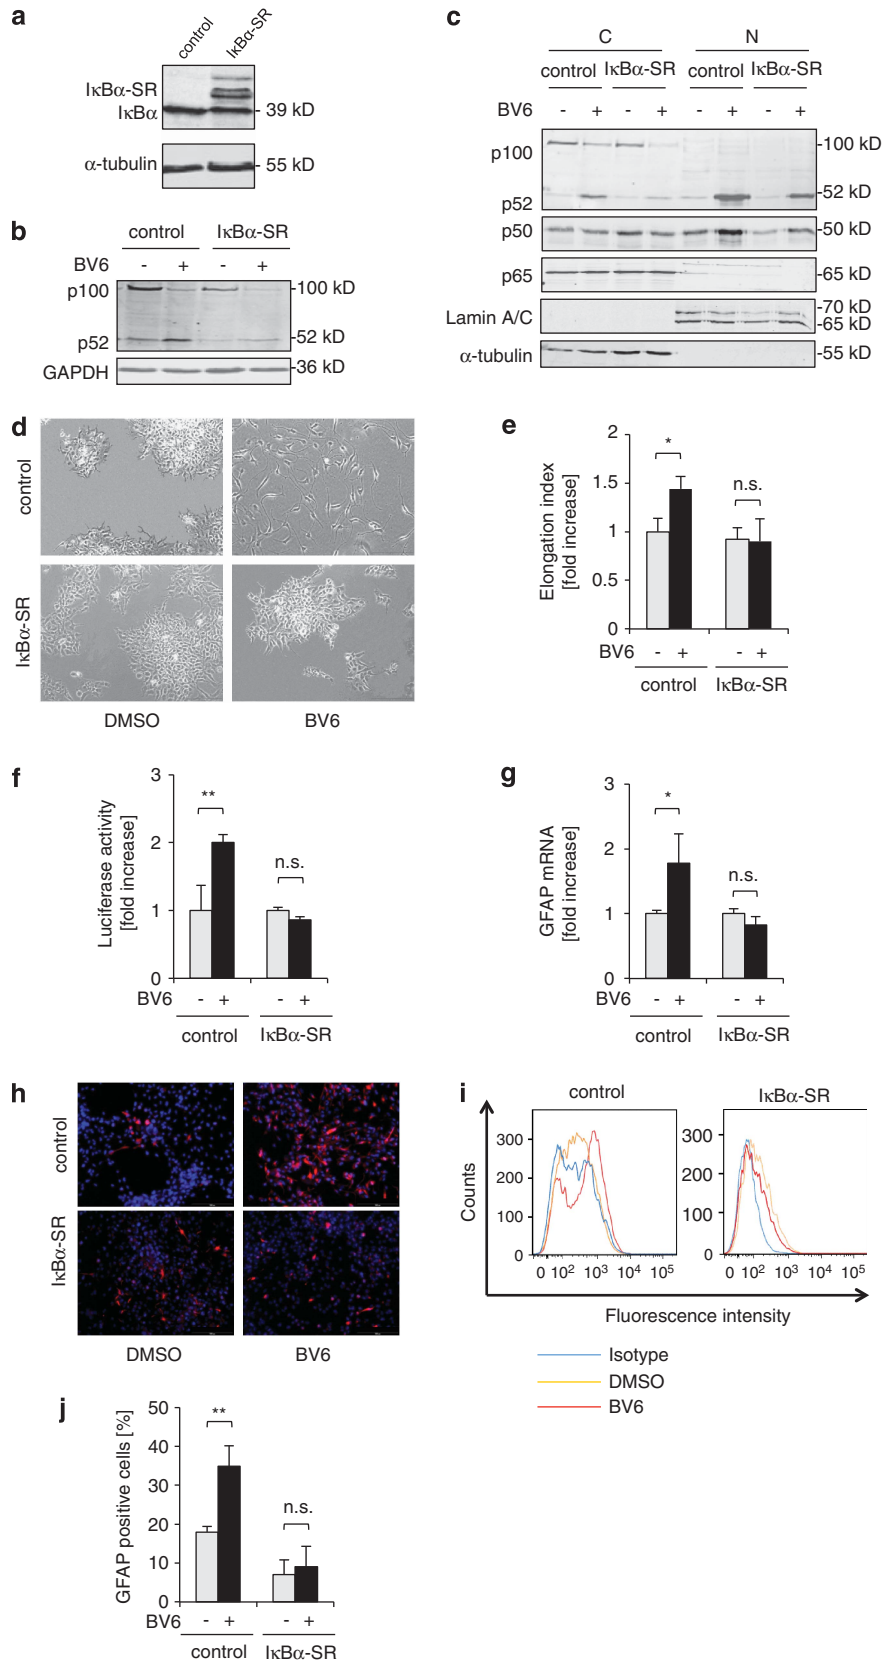 a
control
IκBα-SR
IκBα-SR
IκBα
- 39 kD
α-tubulin
- 55 kD
b
control IκBα-SR
BV6 - + - +
p100 -100 kD
p52 -52 kD
GAPDH -36 kD
c
C N
control IκBα-SR control IκBα-SR
BV6 - + - + - + - +
p100 -100 kD
p52 -52 kD
p50 -50 kD
p65 -65 kD
Lamin A/C -70 kD
-65 kD
α-tubulin -55 kD
d
control
IκBα-SR
DMSO BV6
e
Elongation index
[fold increase]
2
1.5
1
0.5
0
*
n.s.
BV6 - + - +
control IκBα-SR
f
Luciferase activity
[fold increase]
3
2
1
0
**
n.s.
BV6 - + - +
control IκBα-SR
g
GFAP mRNA
[fold increase]
3
2
1
0
*
n.s.
BV6 - + - +
control IκBα-SR
h
control
IκBα-SR
DMSO BV6
i
control IκBα-SR
Counts
300
200
100
0
0 10² 10³ 10⁴ 10⁵
300
200
100
0
0 10² 10³ 10⁴ 10⁵
Fluorescence intensity
Isotype
DMSO
BV6
j
GFAP positive cells [%]
50
40
30
20
10
0
**
n.s.
BV6 - + - +
control IκBα-SR